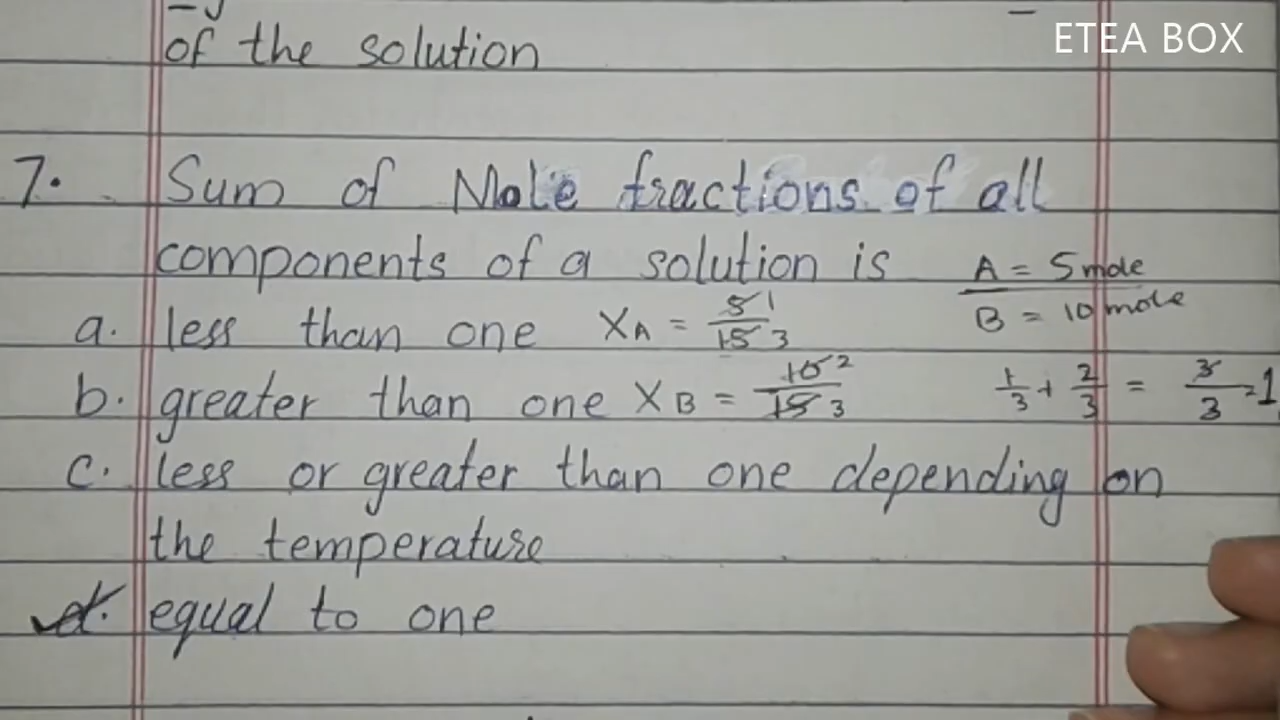 of the solution
ETEA BOX
7. Sum of Mole fractions of all
components of a solution is
A = 5 mole
B = 10 mole
a. less than one XA = 5/15 1/3
b. greater than one XB = 10/15 2/3
1/3 + 2/3 = 3/3 = 1
c. less or greater than one depending on
the temperature
d. equal to one